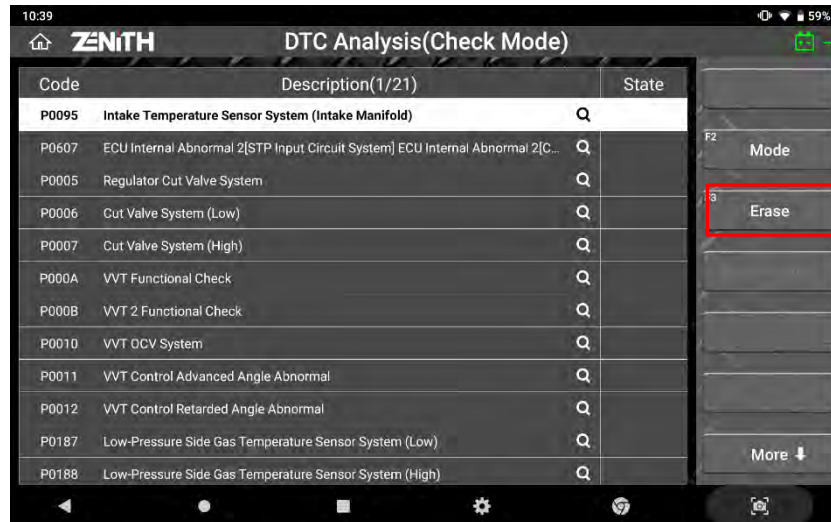 10:39 59%
ZENiTH DTC Analysis(Check Mode)
Code Description(1/21) State
P0095 Intake Temperature Sensor System (Intake Manifold)
P0607 ECU Internal Abnormal 2[STP Input Circuit System] ECU Internal Abnormal 2[C...
P0005 Regulator Cut Valve System
P0006 Cut Valve System (Low)
P0007 Cut Valve System (High)
P000A VVT Functional Check
P000B VVT 2 Functional Check
P0010 VVT OCV System
P0011 VVT Control Advanced Angle Abnormal
P0012 VVT Control Retarded Angle Abnormal
P0187 Low-Pressure Side Gas Temperature Sensor System (Low)
P0188 Low-Pressure Side Gas Temperature Sensor System (High)
F2 Mode
F3 Erase
More